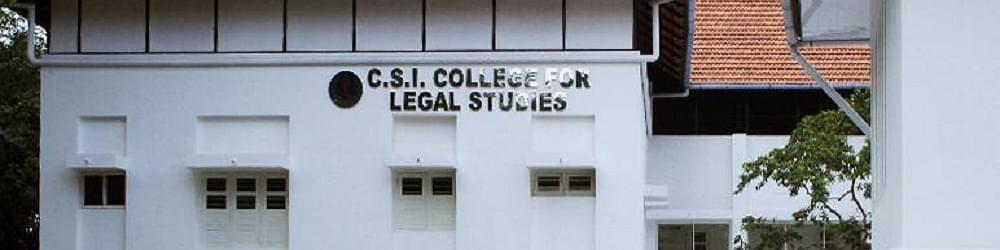 C.S.I. COLLEGE FOR
LEGAL STUDIES